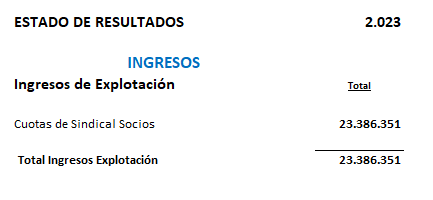 ESTADO DE RESULTADOS 2.023
INGRESOS
Ingresos de Explotación Total
Cuotas de Sindical Socios 23.386.351
Total Ingresos Explotación 23.386.351